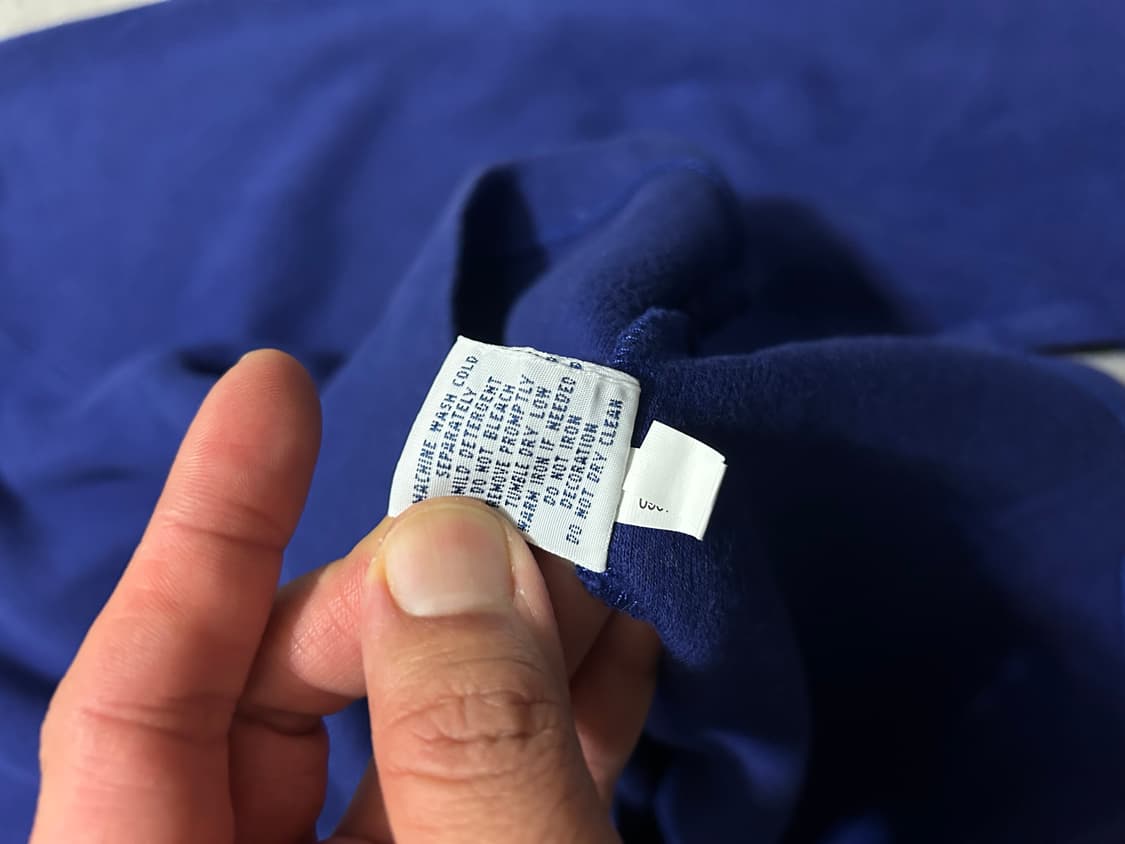 MACHINE WASH COLD
SEPARATELY
MILD DETERGENT
DO NOT BLEACH
REMOVE PROMPTLY
TUMBLE DRY LOW
WARM IRON IF NEEDED
DO NOT IRON
DECORATION
DO NOT DRY CLEAN